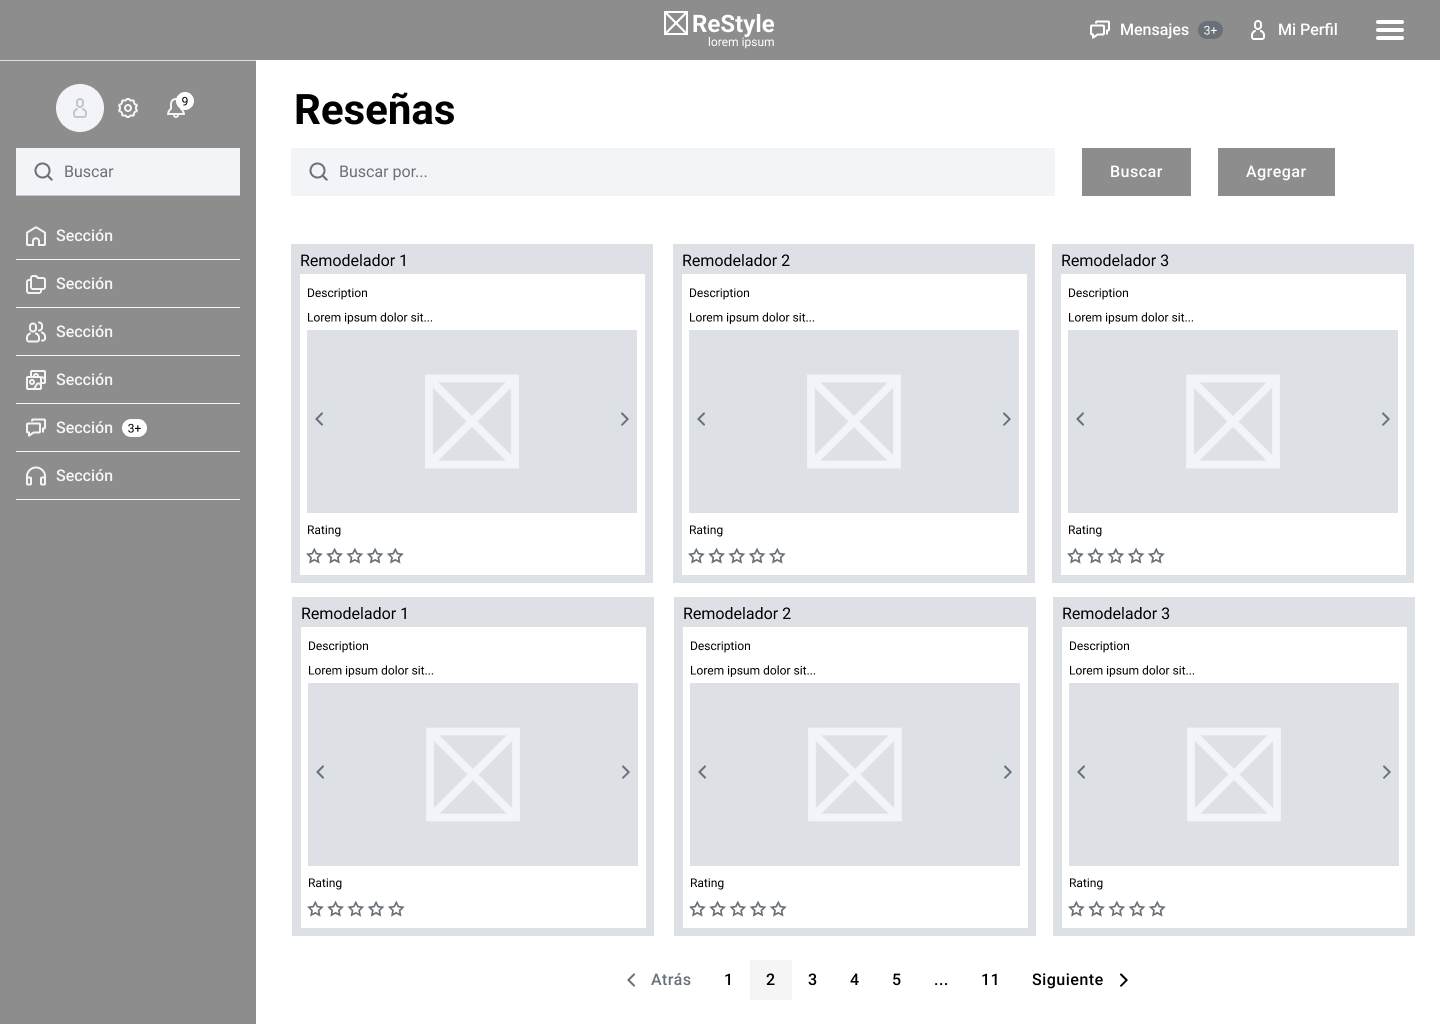 ReStyle
lorem ipsum
Mensajes 3+
Mi Perfil
9
Buscar
Sección
Sección
Sección
Sección
Sección 3+
Sección
Reseñas
Buscar por...
Buscar
Agregar
Remodelador 1
Description
Lorem ipsum dolor sit...
Rating
Remodelador 2
Description
Lorem ipsum dolor sit...
Rating
Remodelador 3
Description
Lorem ipsum dolor sit...
Rating
Remodelador 1
Description
Lorem ipsum dolor sit...
Rating
Remodelador 2
Description
Lorem ipsum dolor sit...
Rating
Remodelador 3
Description
Lorem ipsum dolor sit...
Rating
Atrás 1 2 3 4 5 ... 11 Siguiente